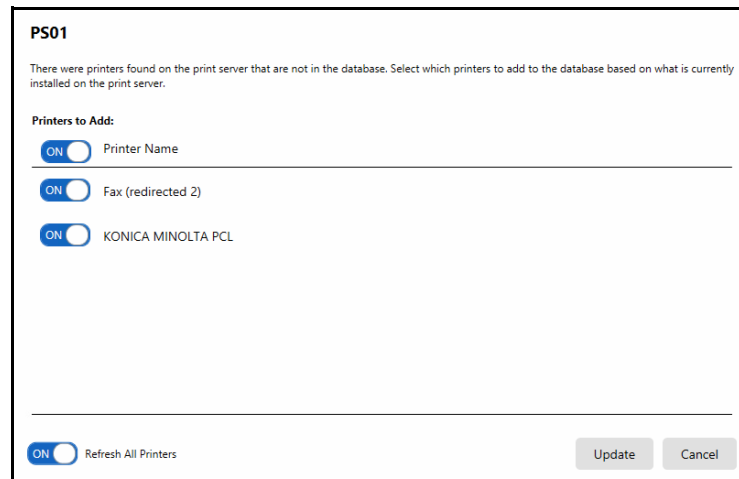 PS01
There were printers found on the print server that are not in the database. Select which printers to add to the database based on what is currently
installed on the print server.
Printers to Add:
ON Printer Name
ON Fax (redirected 2)
ON KONICA MINOLTA PCL
ON Refresh All Printers Update Cancel